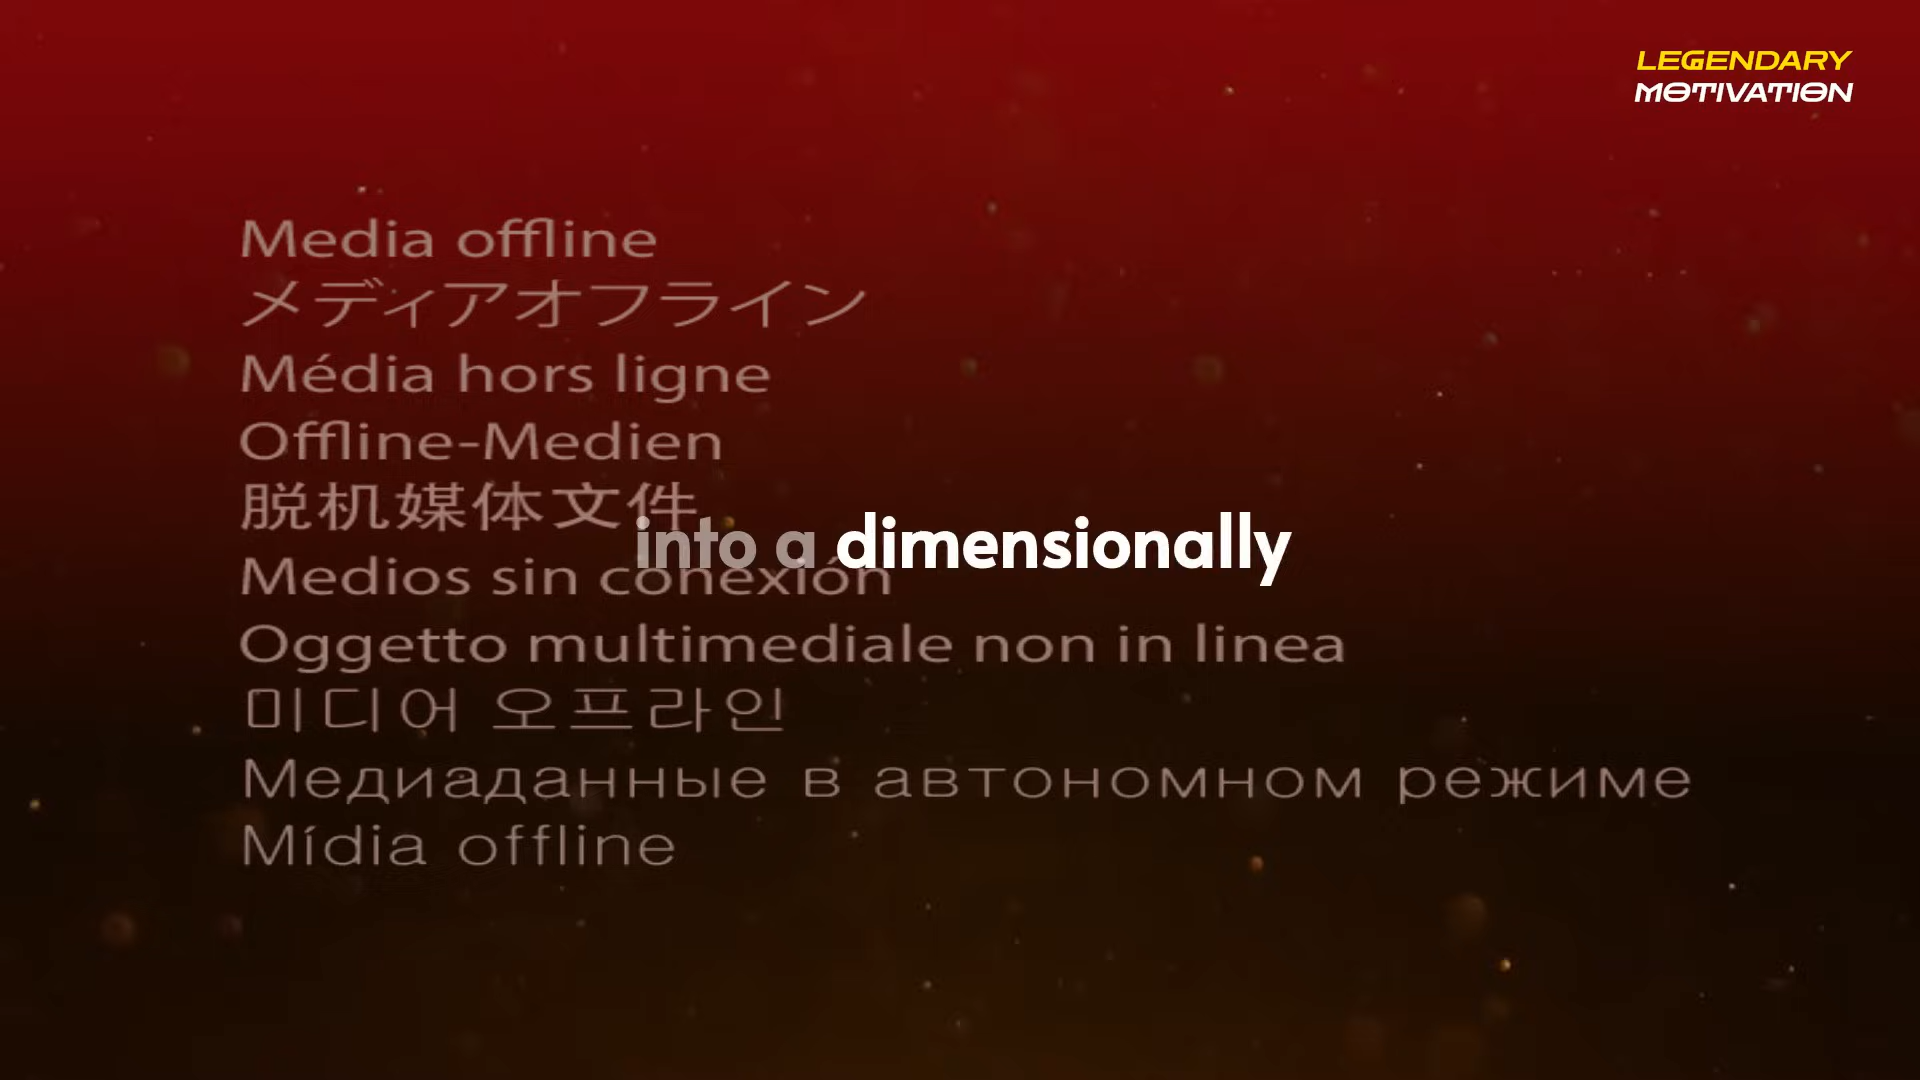 LEGENDARY
MOTIVATION
Media offline
メディアオフライン
Média hors ligne
Offline-Medien
脱机媒体文件
into a dimensionally
Medios sin conexión
Oggetto multimediale non in linea
미디어 오프라인
Медиаданные в автономном режиме
Mídia offline